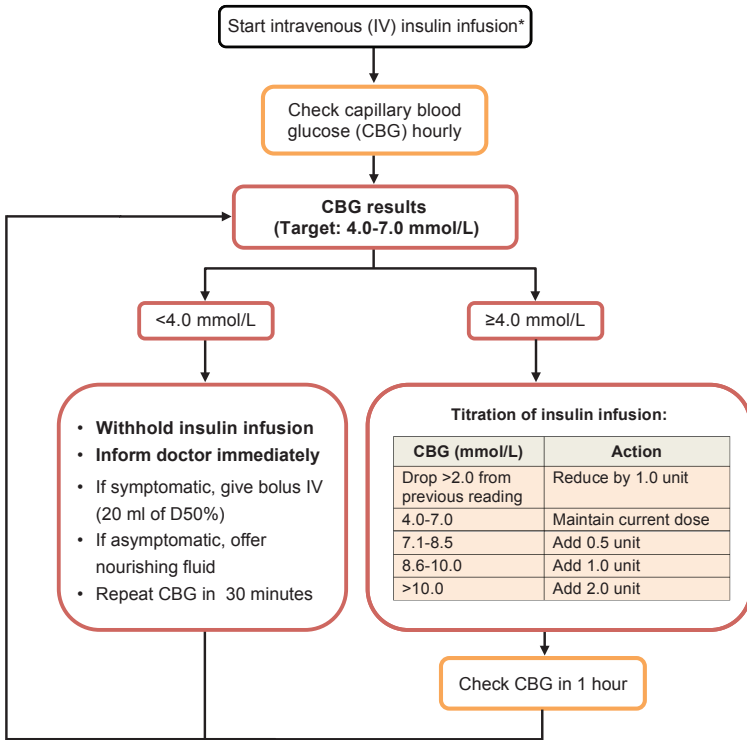 Start intravenous (IV) insulin infusion*
Check capillary blood
glucose (CBG) hourly
CBG results
(Target: 4.0-7.0 mmol/L)
<4.0 mmol/L
≥4.0 mmol/L
• Withhold insulin infusion
• Inform doctor immediately
• If symptomatic, give bolus IV
(20 ml of D50%)
• If asymptomatic, offer
nourishing fluid
• Repeat CBG in 30 minutes
Titration of insulin infusion:
CBG (mmol/L) Action
Drop >2.0 from Reduce by 1.0 unit
previous reading
4.0-7.0 Maintain current dose
7.1-8.5 Add 0.5 unit
8.6-10.0 Add 1.0 unit
>10.0 Add 2.0 unit
Check CBG in 1 hour